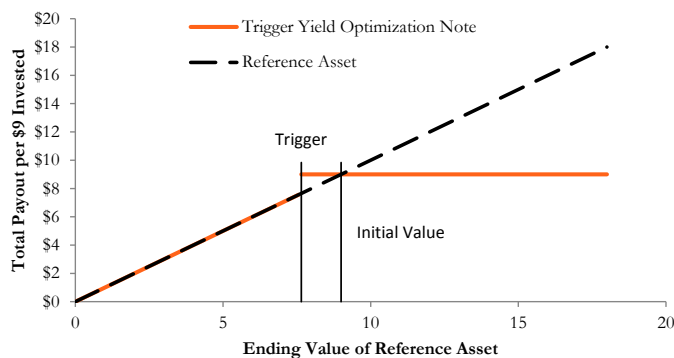 $20
$18
$16
$14
$12
$10
$8
$6
$4
$2
$0
Total Payout per $9 Invested
Trigger Yield Optimization Note
Reference Asset
Trigger
Initial Value
0
5
10
15
20
Ending Value of Reference Asset